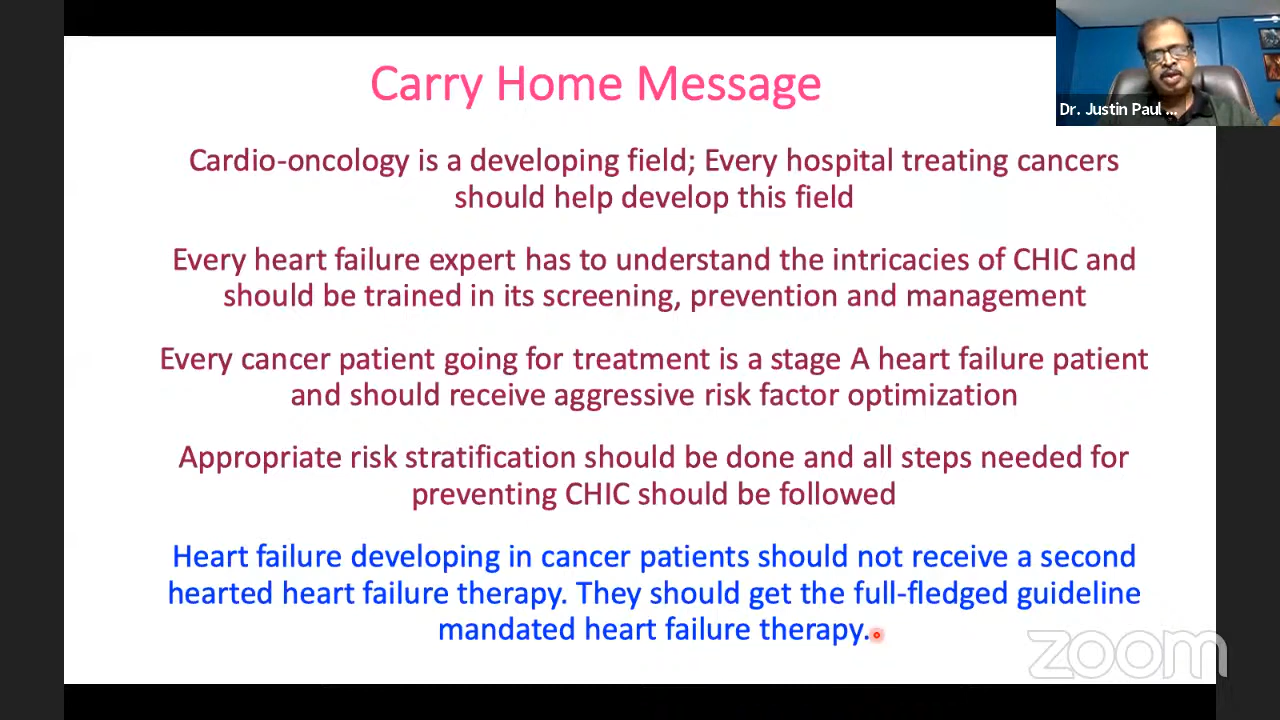 Carry Home Message
Dr. Justin Paul ...
Cardio-oncology is a developing field; Every hospital treating cancers
should help develop this field
Every heart failure expert has to understand the intricacies of CHIC and
should be trained in its screening, prevention and management
Every cancer patient going for treatment is a stage A heart failure patient
and should receive aggressive risk factor optimization
Appropriate risk stratification should be done and all steps needed for
preventing CHIC should be followed
Heart failure developing in cancer patients should not receive a second
hearted heart failure therapy. They should get the full-fledged guideline
mandated heart failure therapy.
zoom